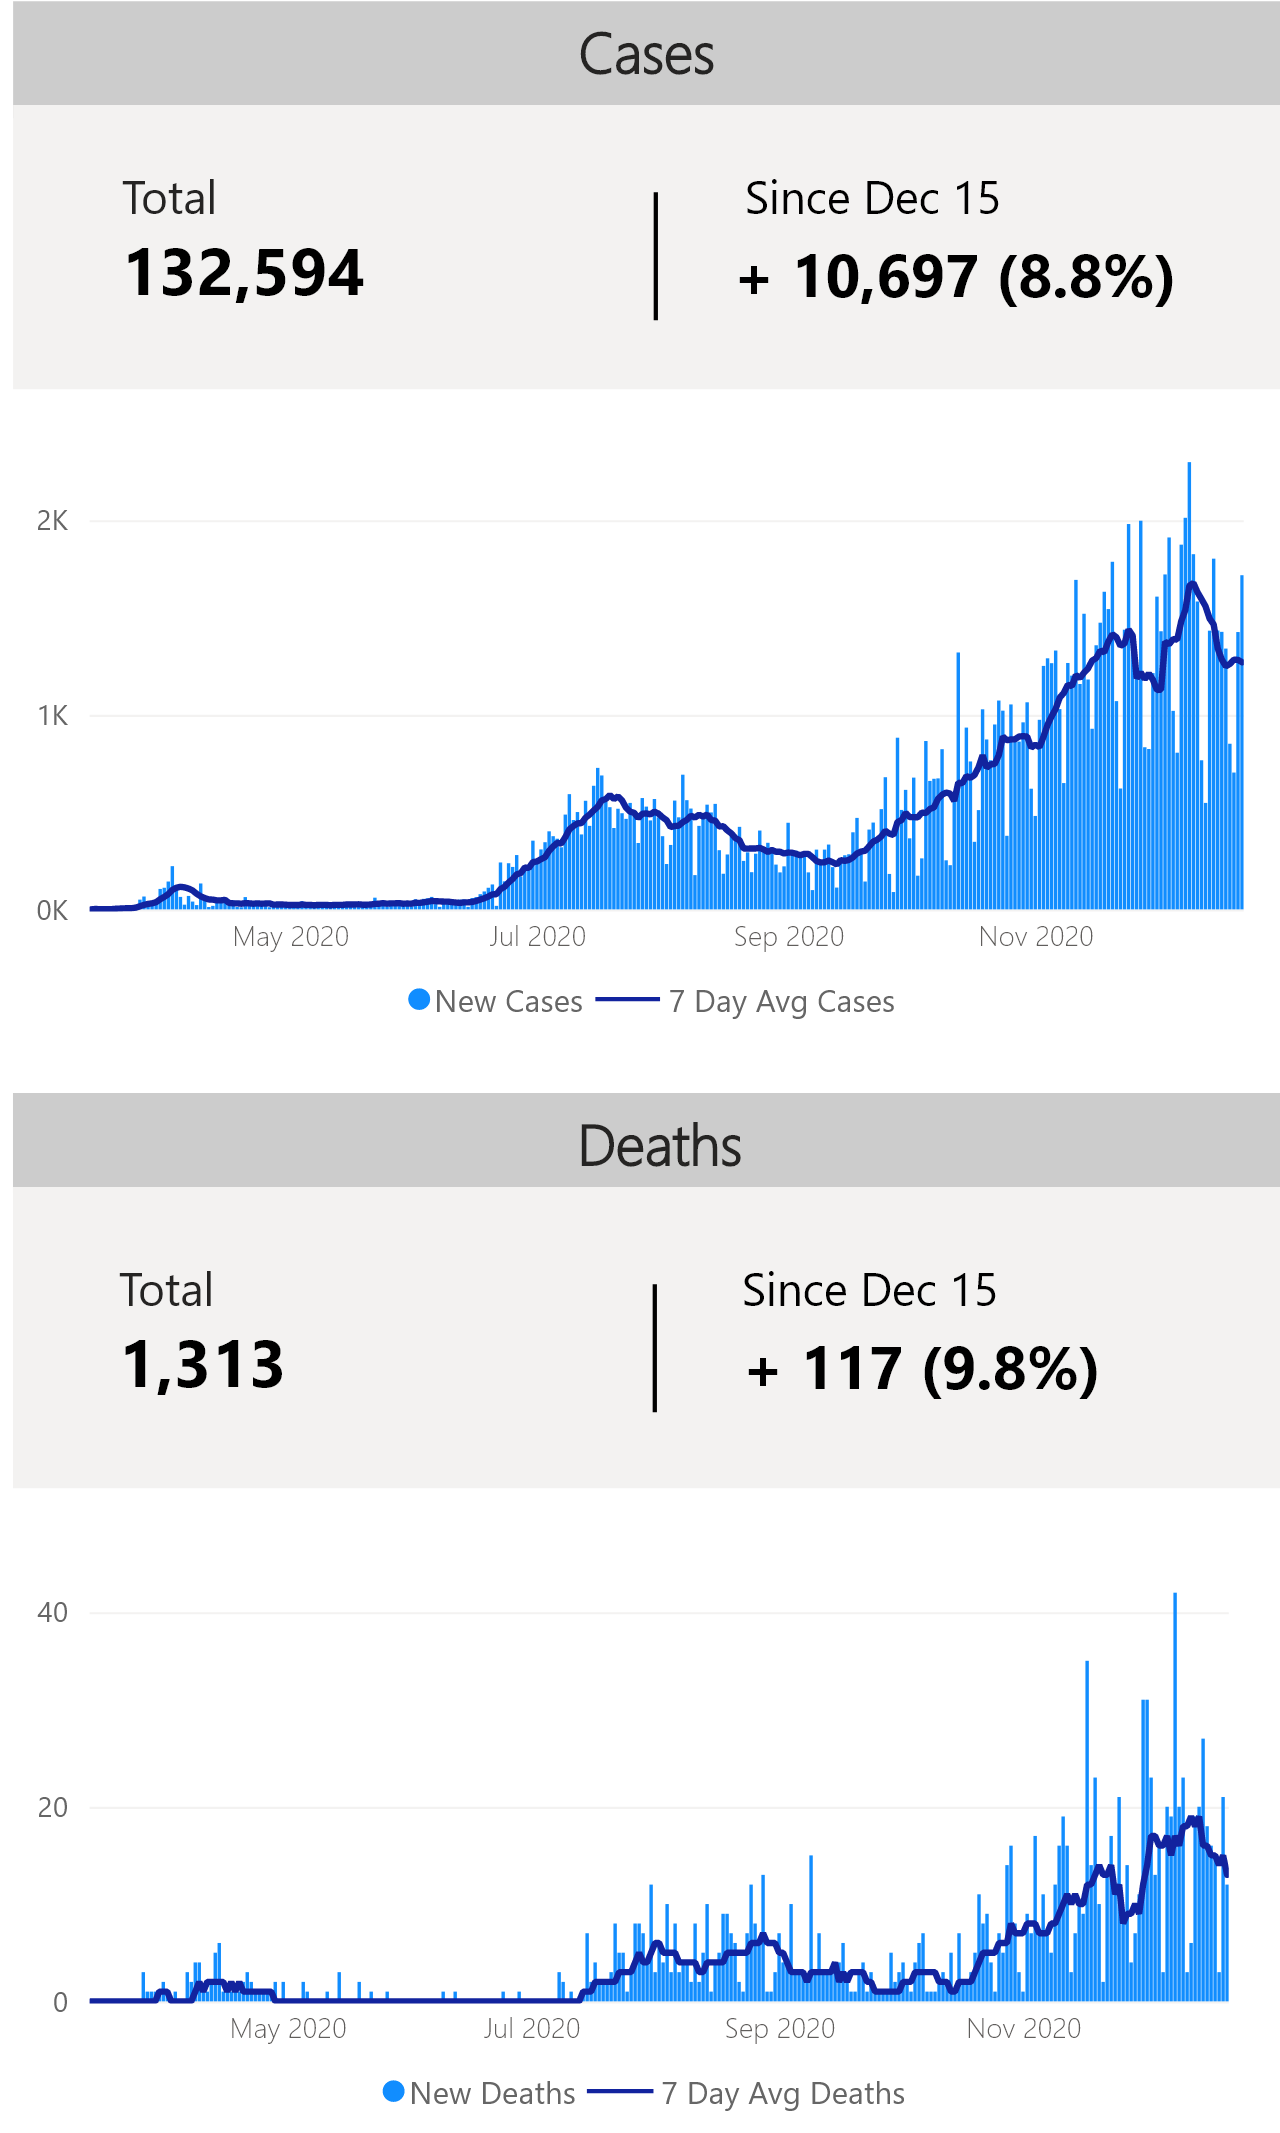 Cases
Total
Since Dec 15
132,594
+ 10,697 (8.8%)
2K
1K
0K
May 2020
Jul 2020
Sep 2020
Nov 2020
New Cases
7 Day Avg Cases
Deaths
Total
Since Dec 15
1,313
+ 117 (9.8%)
40
20
0
May 2020
Jul 2020
Sep 2020
Nov 2020
New Deaths
7 Day Avg Deaths